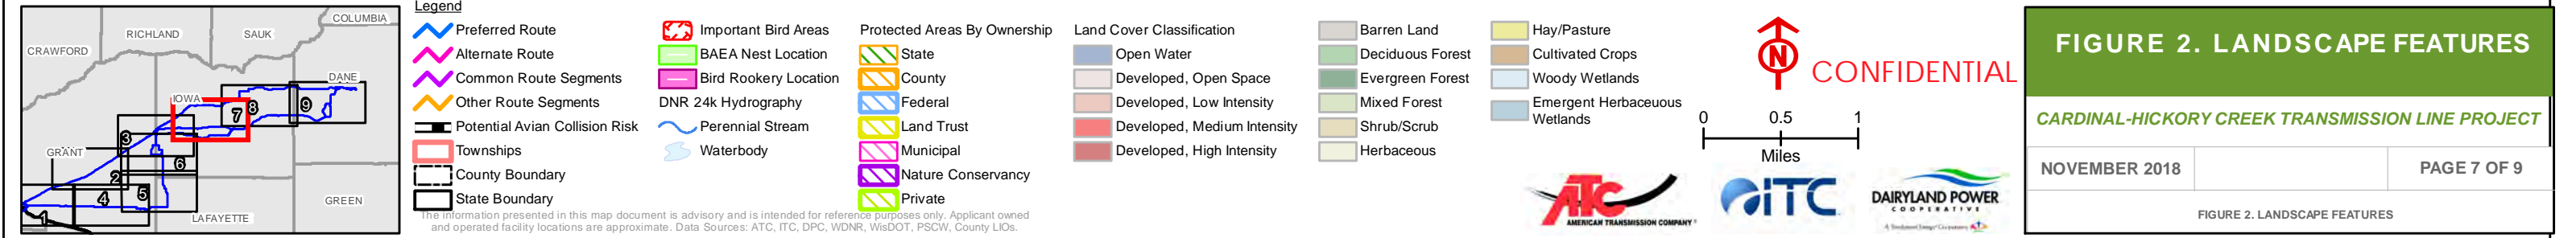 CRAWFORD
RICHLAND
SAUK
COLUMBIA
DANE
IOWA
GRANT
LAFAYETTE
GREEN
1
2
3
4
5
6
7
8
9
Legend
Preferred Route
Alternate Route
Common Route Segments
Other Route Segments
Potential Avian Collision Risk
Townships
County Boundary
State Boundary
Important Bird Areas
BAEA Nest Location
Bird Rookery Location
DNR 24k Hydrography
Perennial Stream
Waterbody
Protected Areas By Ownership
State
County
Federal
Land Trust
Municipal
Nature Conservancy
Private
Land Cover Classification
Open Water
Developed, Open Space
Developed, Low Intensity
Developed, Medium Intensity
Developed, High Intensity
Barren Land
Deciduous Forest
Evergreen Forest
Mixed Forest
Shrub/Scrub
Herbaceous
Hay/Pasture
Cultivated Crops
Woody Wetlands
Emergent Herbaceuous
Wetlands
The information presented in this map document is advisory and is intended for reference purposes only. Applicant owned
and operated facility locations are approximate. Data Sources: ATC, ITC, DPC, WDNR, WisDOT, PSCW, County LIOs.
N
CONFIDENTIAL
0 0.5 1
Miles
ATC
AMERICAN TRANSMISSION COMPANY
ITC
DAIRYLAND POWER
COOPERATIVE
FIGURE 2. LANDSCAPE FEATURES
CARDINAL-HICKORY CREEK TRANSMISSION LINE PROJECT
NOVEMBER 2018
PAGE 7 OF 9
FIGURE 2. LANDSCAPE FEATURES